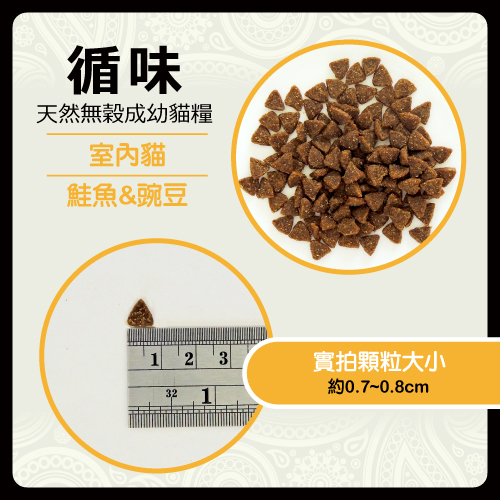 循味
天然無穀成幼貓糧
室內貓
鮭魚&豌豆
1 2 3
32 1
實拍顆粒大小
約0.7~0.8cm